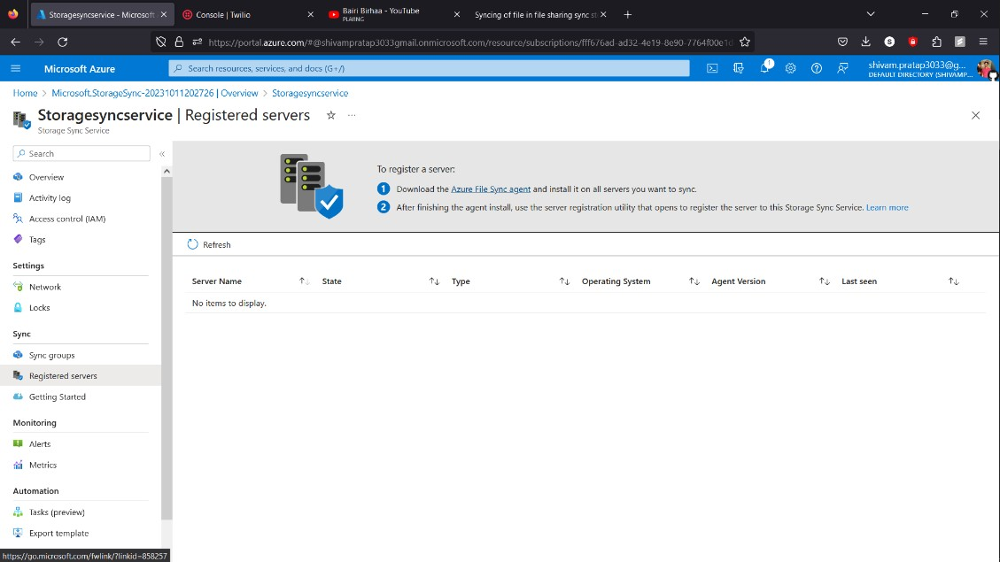 Storagesyncservice - Microsoft A
Console | Twilio
Bairi Birhaa - YouTube
PLAYING
Syncing of file in file sharing sync st
https://portal.azure.com/#@shivampratap3033gmail.onmicrosoft.com/resource/subscriptions/fff676ad-ad32-4e19-8e90-7764f00e1d
Microsoft Azure
Search resources, services, and docs (G+/)
1
shivam.pratap3033@g...
DEFAULT DIRECTORY (SHIVAMP...
Home > Microsoft.StorageSync-20231011202726 | Overview > Storagesyncservice
Storagesyncservice | Registered servers
Storage Sync Service
Search
Overview
Activity log
Access control (IAM)
Tags
Settings
Network
Locks
Sync
Sync groups
Registered servers
Getting Started
Monitoring
Alerts
Metrics
Automation
Tasks (preview)
Export template
https://go.microsoft.com/fwlink/?linkid=858257
To register a server:
1 Download the Azure File Sync agent and install it on all servers you want to sync.
2 After finishing the agent install, use the server registration utility that opens to register the server to this Storage Sync Service. Learn more
Refresh
Server Name State Type Operating System Agent Version Last seen
No items to display.